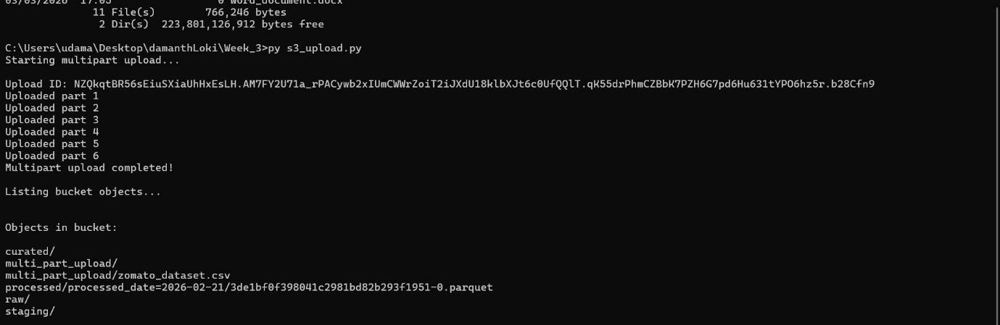 03/03/2026  17:05                 0 Word_document.docx
              11 File(s)        766,246 bytes
               2 Dir(s)  223,801,126,912 bytes free
C:\Users\udama\Desktop\damanthLoki\Week_3>py s3_upload.py
Starting multipart upload...
Upload ID: NZQkqtBR56sEiuSXiaUhHxEsLH.AM7FY2U71a_rPACywb2xIUmCWWrZoiT2iJXdU18klbXJt6c0UfQQlT.qK55drPhmCZBbK7PZH6G7pd6Hu631tYPO6hz5r.b28Cfn9
Uploaded part 1
Uploaded part 2
Uploaded part 3
Uploaded part 4
Uploaded part 5
Uploaded part 6
Multipart upload completed!
Listing bucket objects...
Objects in bucket:
curated/
multi_part_upload/
multi_part_upload/zomato_dataset.csv
processed/processed_date=2026-02-21/3de1bf0f398041c2981bd82b293f1951-0.parquet
raw/
staging/